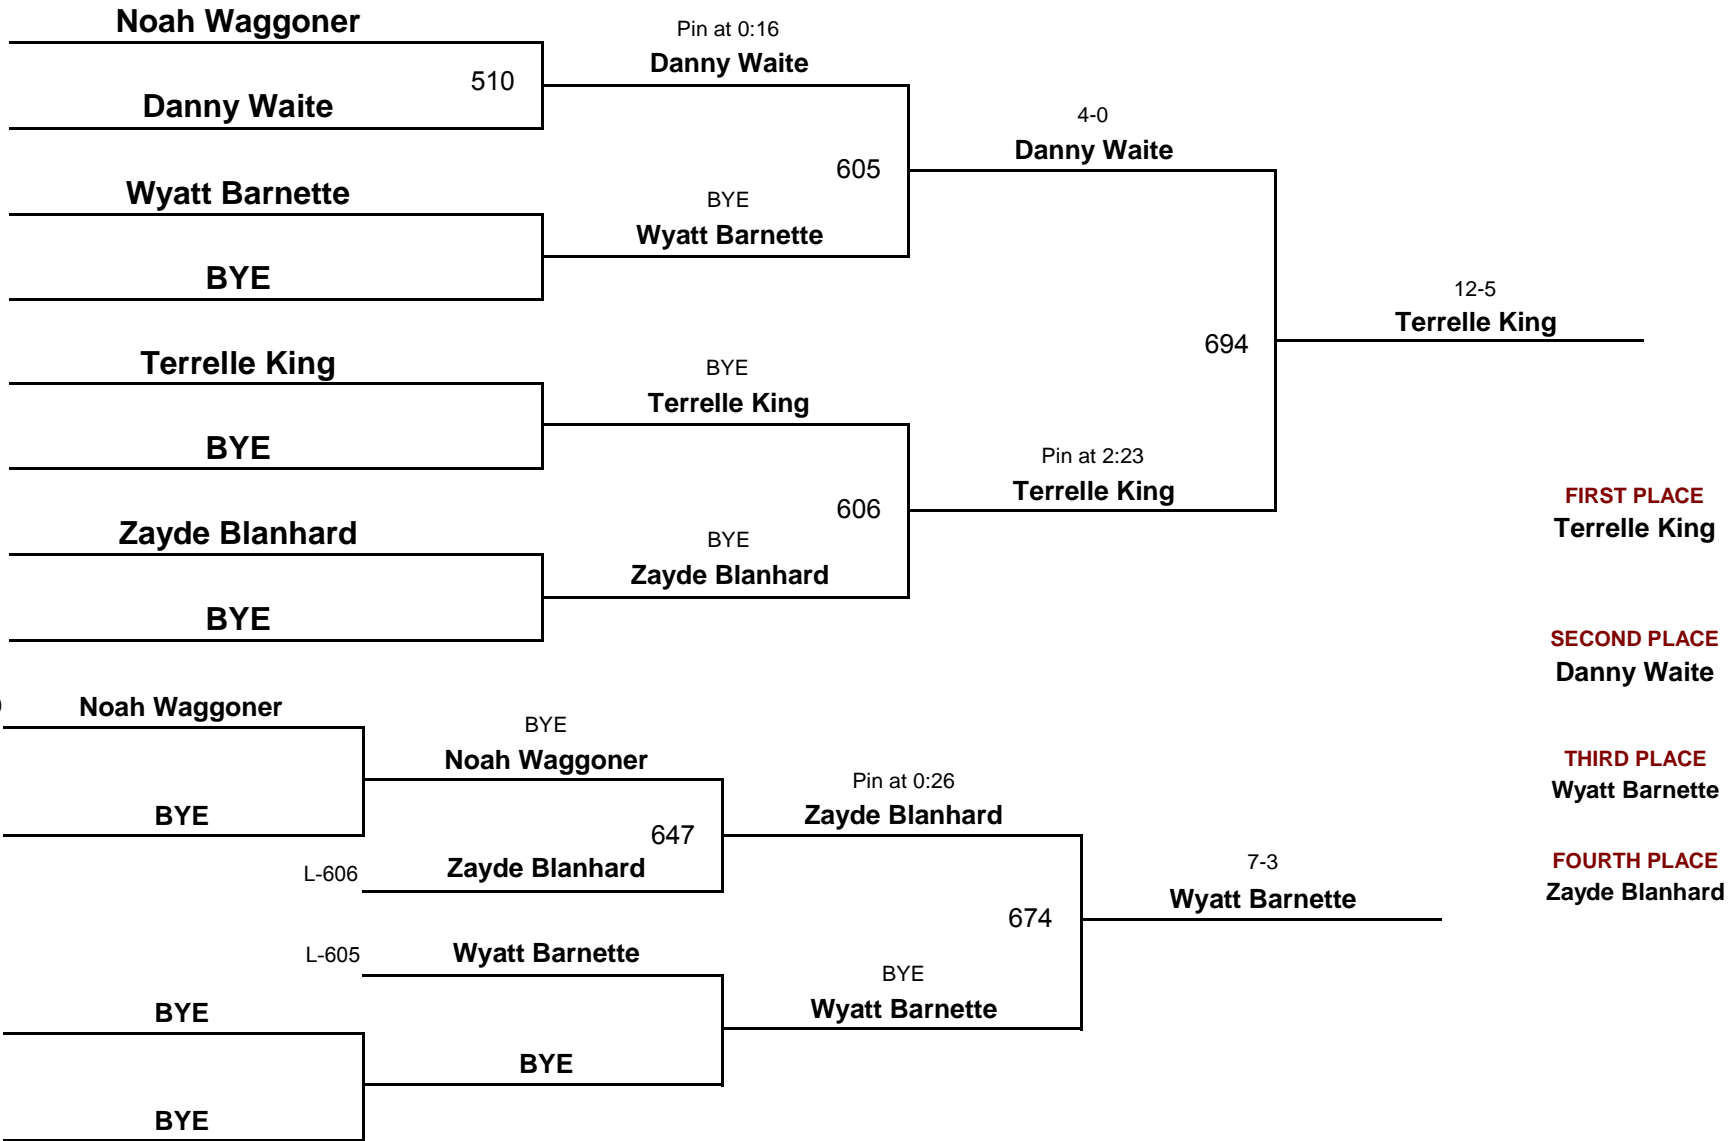 Noah Waggoner
Pin at 0:16
Danny Waite
510
Danny Waite
4-0
Danny Waite
605
Wyatt Barnette
BYE
Wyatt Barnette
BYE
12-5
Terrelle King
694
Terrelle King
BYE
Terrelle King
BYE
Pin at 2:23
Terrelle King
606
Zayde Blanhard
BYE
Zayde Blanhard
BYE
FIRST PLACE
Terrelle King
SECOND PLACE
Danny Waite
THIRD PLACE
Wyatt Barnette
FOURTH PLACE
Zayde Blanhard
Noah Waggoner
BYE
Noah Waggoner
BYE
647
Pin at 0:26
Zayde Blanhard
L-606 Zayde Blanhard
674
7-3
Wyatt Barnette
L-605 Wyatt Barnette
BYE
Wyatt Barnette
BYE
BYE
BYE